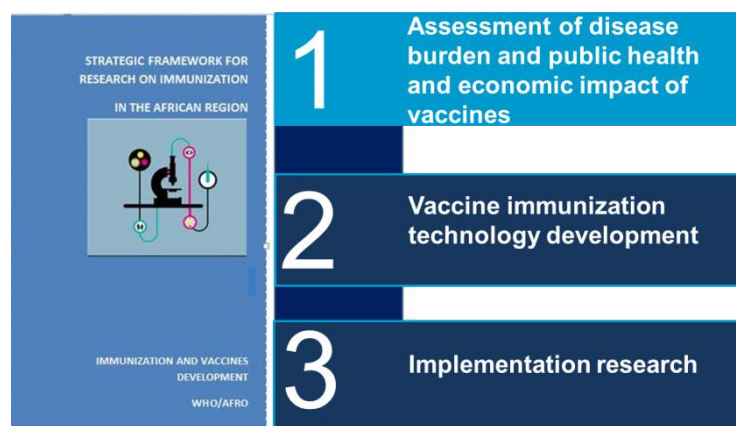 STRATEGIC FRAMEWORK FOR
RESEARCH ON IMMUNIZATION
IN THE AFRICAN REGION
IMMUNIZATION AND VACCINES
DEVELOPMENT
WHO/AFRO
1
Assessment of disease
burden and public health
and economic impact of
vaccines
2
Vaccine immunization
technology development
3
Implementation research